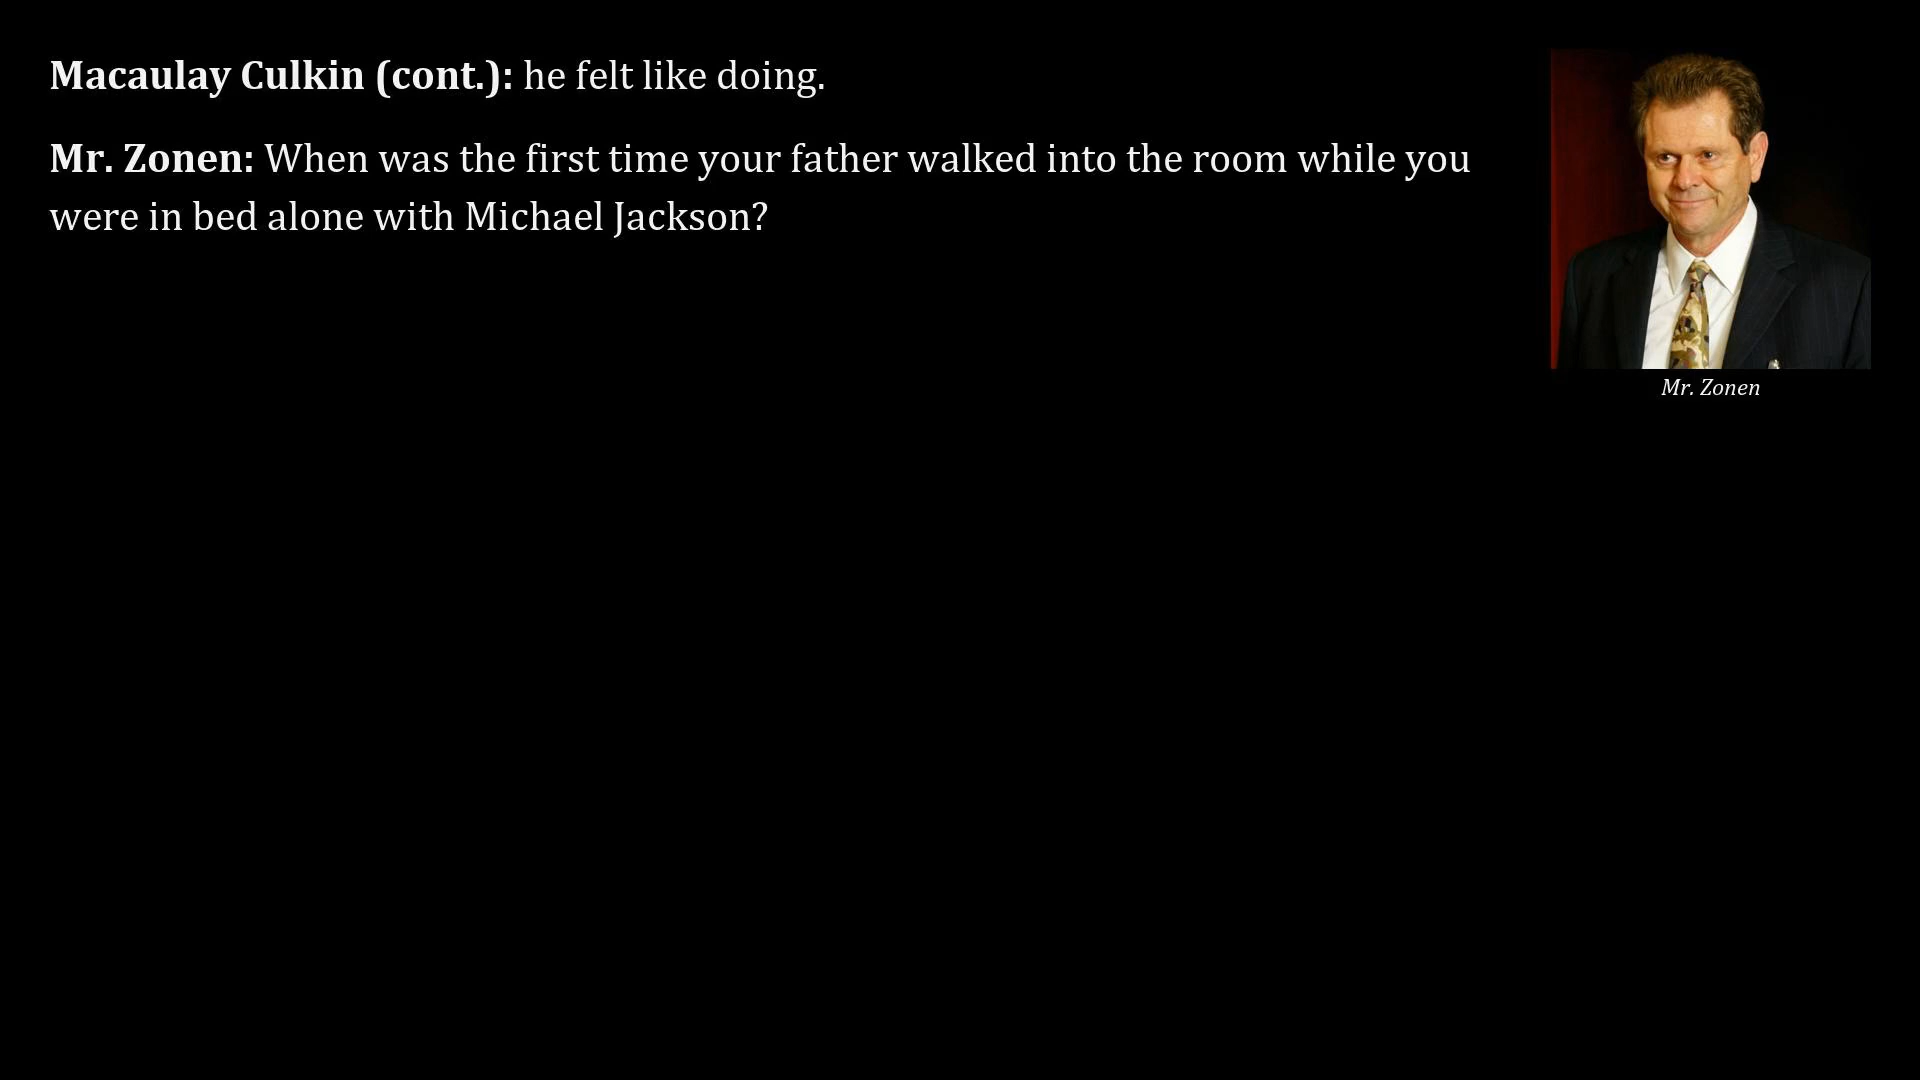 Macaulay Culkin (cont.): he felt like doing.
Mr. Zonen: When was the first time your father walked into the room while you
were in bed alone with Michael Jackson?
Mr. Zonen